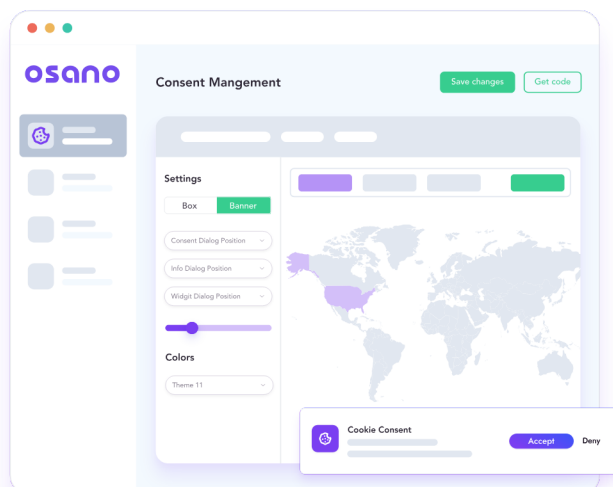 osano
Consent Mangement
Save changes
Get code
Settings
Box
Banner
Consent Dialog Position
Info Dialog Position
Widgit Dialog Position
Colors
Theme 11
Cookie Consent
Accept
Deny